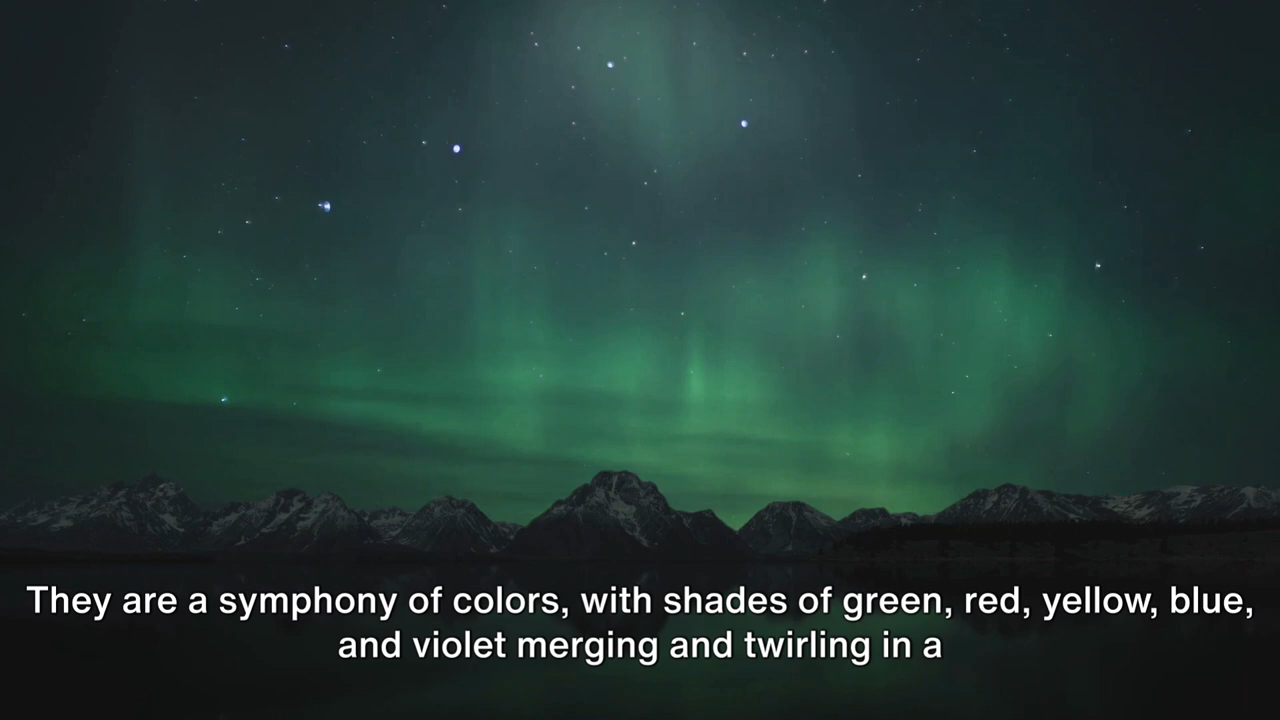 They are a symphony of colors, with shades of green, red, yellow, blue,
and violet merging and twirling in a